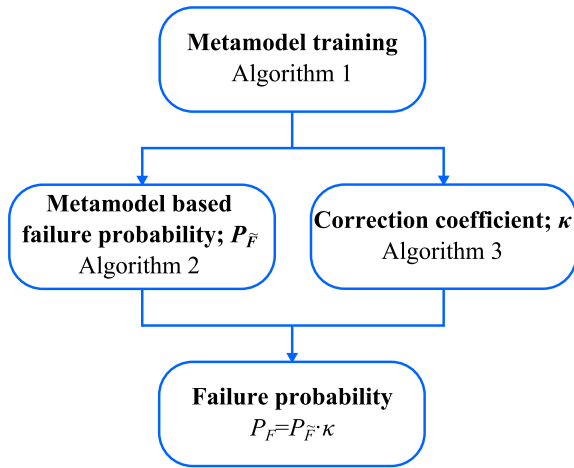 Metamodel training
Algorithm 1
Metamodel based
failure probability; P_F̃
Algorithm 2
Correction coefficient; κ
Algorithm 3
Failure probability
P_F=P_F̃·κ